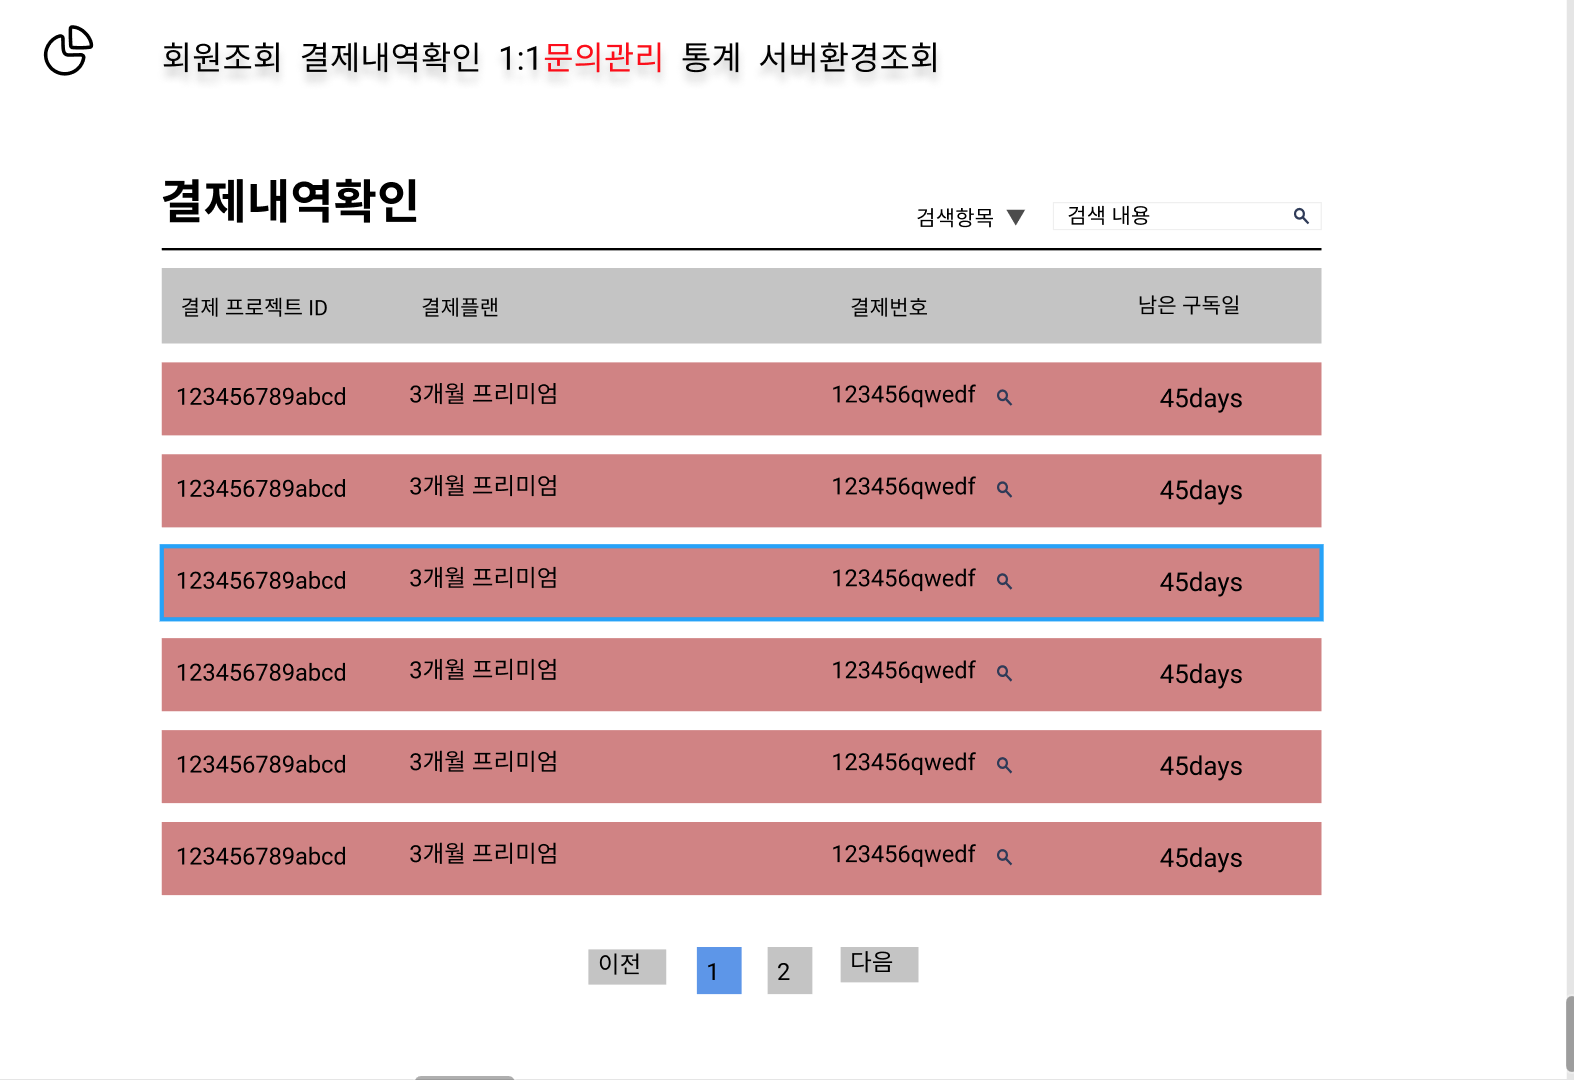 회원조회 결제내역확인 1:1문의관리 통계 서버환경조회
결제내역확인
검색항목 ▼ 검색 내용
결제 프로젝트 ID 결제플랜 결제번호 남은 구독일
123456789abcd 3개월 프리미엄 123456qwedf 45days
123456789abcd 3개월 프리미엄 123456qwedf 45days
123456789abcd 3개월 프리미엄 123456qwedf 45days
123456789abcd 3개월 프리미엄 123456qwedf 45days
123456789abcd 3개월 프리미엄 123456qwedf 45days
123456789abcd 3개월 프리미엄 123456qwedf 45days
이전 1 2 다음